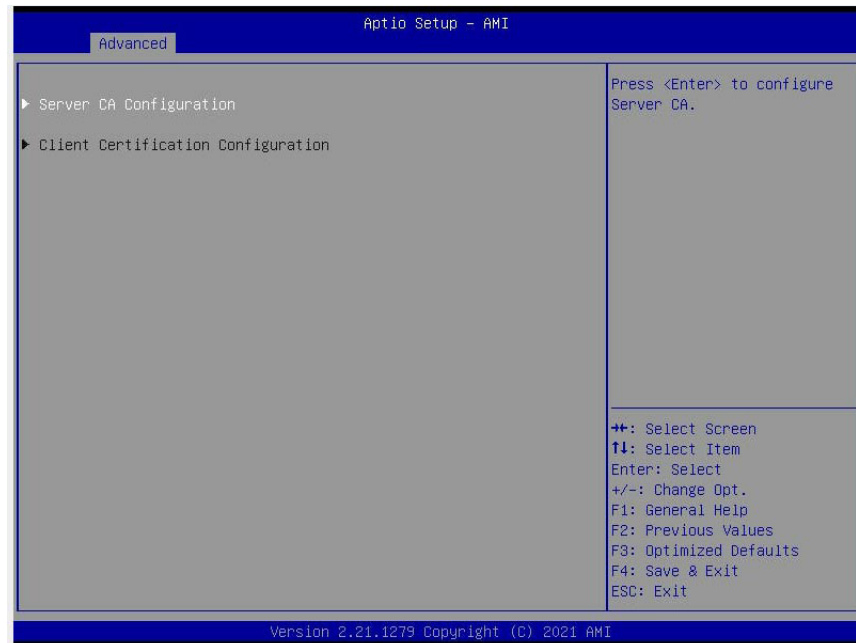 Aptio Setup – AMI
Advanced
▶ Server CA Configuration
▶ Client Certification Configuration
Press <Enter> to configure
Server CA.
→←: Select Screen
↑↓: Select Item
Enter: Select
+/-: Change Opt.
F1: General Help
F2: Previous Values
F3: Optimized Defaults
F4: Save & Exit
ESC: Exit
Version 2.21.1279 Copyright (C) 2021 AMI